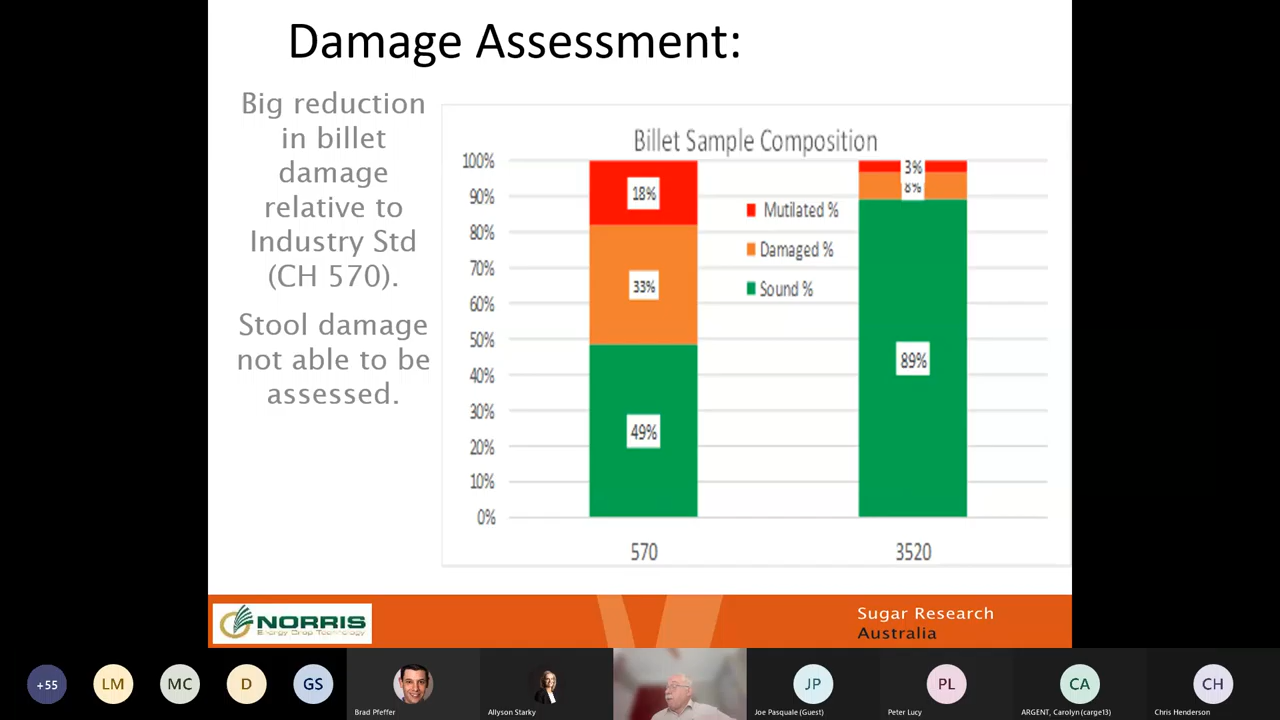 Damage Assessment:
Big reduction
in billet
damage
relative to
Industry Std
(CH 570).
Stool damage
not able to be
assessed.
Billet Sample Composition
100%
90%
80%
70%
60%
50%
40%
30%
20%
10%
0%
18%
33%
49%
3%
8%
89%
Mutilated %
Damaged %
Sound %
570
3520
NORRIS
Energy Crop Technology
Sugar Research
Australia
+55
LM
MC
D
GS
Brad Pfeffer
Allyson Starky
JP
Joe Pasquale (Guest)
PL
Peter Lucy
CA
ARGENT, Carolyn (carge13)
CH
Chris Henderson